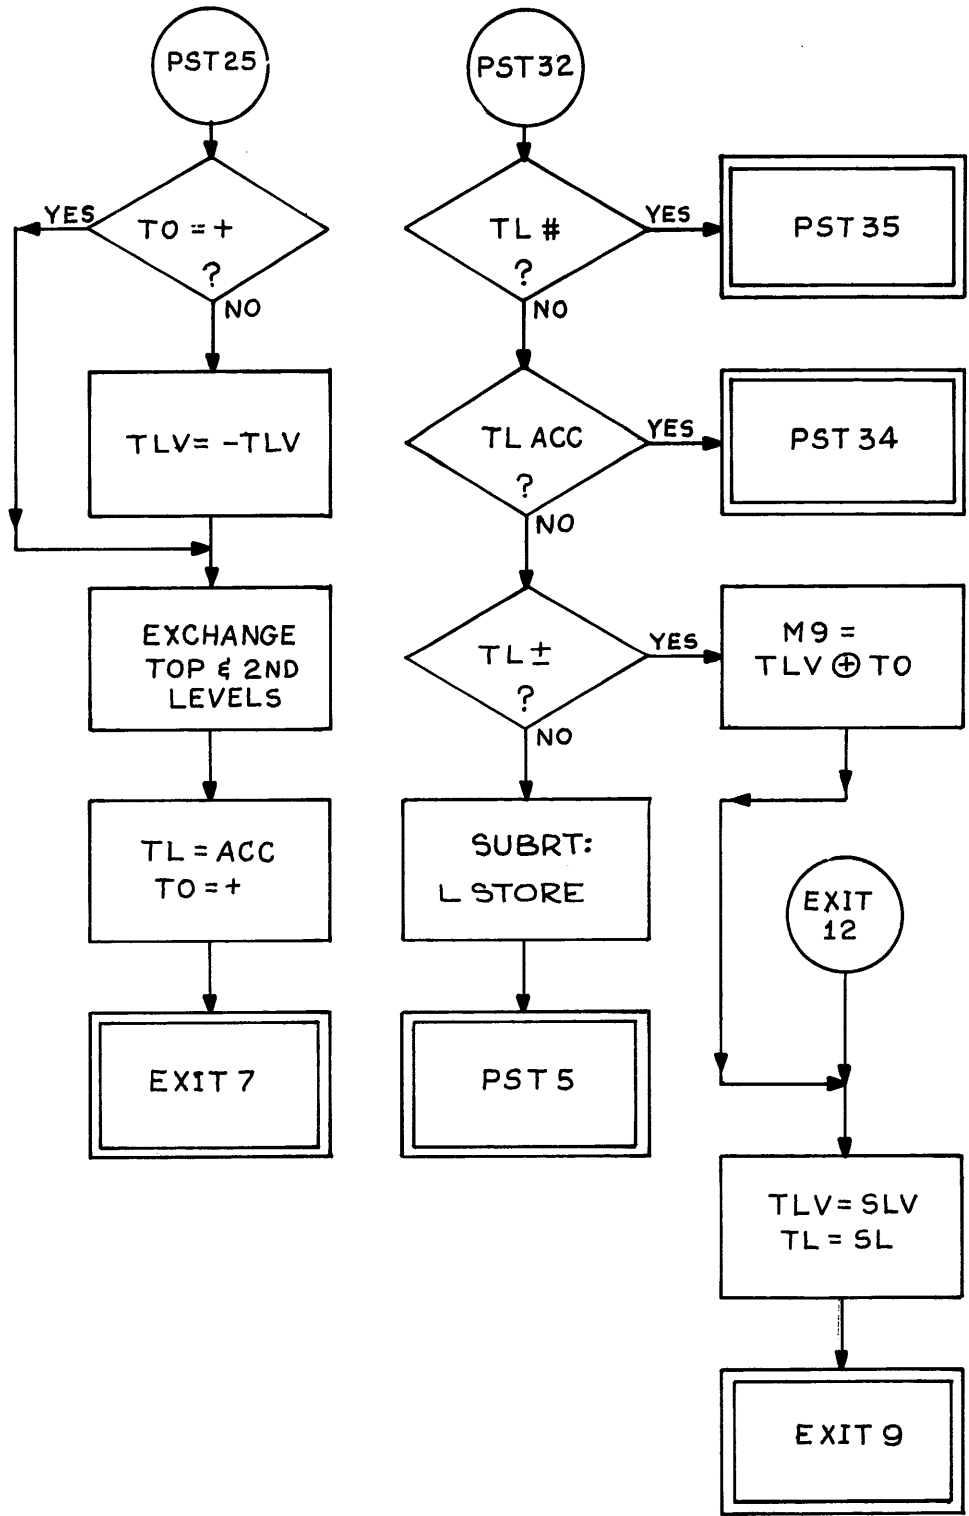 PST25
YES
TO = +
?
NO
TLV = -TLV
EXCHANGE
TOP & 2ND
LEVELS
TL = ACC
TO = +
EXIT 7
PST32
TL #
?
YES
NO
PST 35
TL ACC
?
YES
NO
PST 34
TL ±
?
YES
NO
M9 =
TLV ⊕ TO
SUBRT:
L STORE
PST 5
EXIT
12
TLV = SLV
TL = SL
EXIT 9